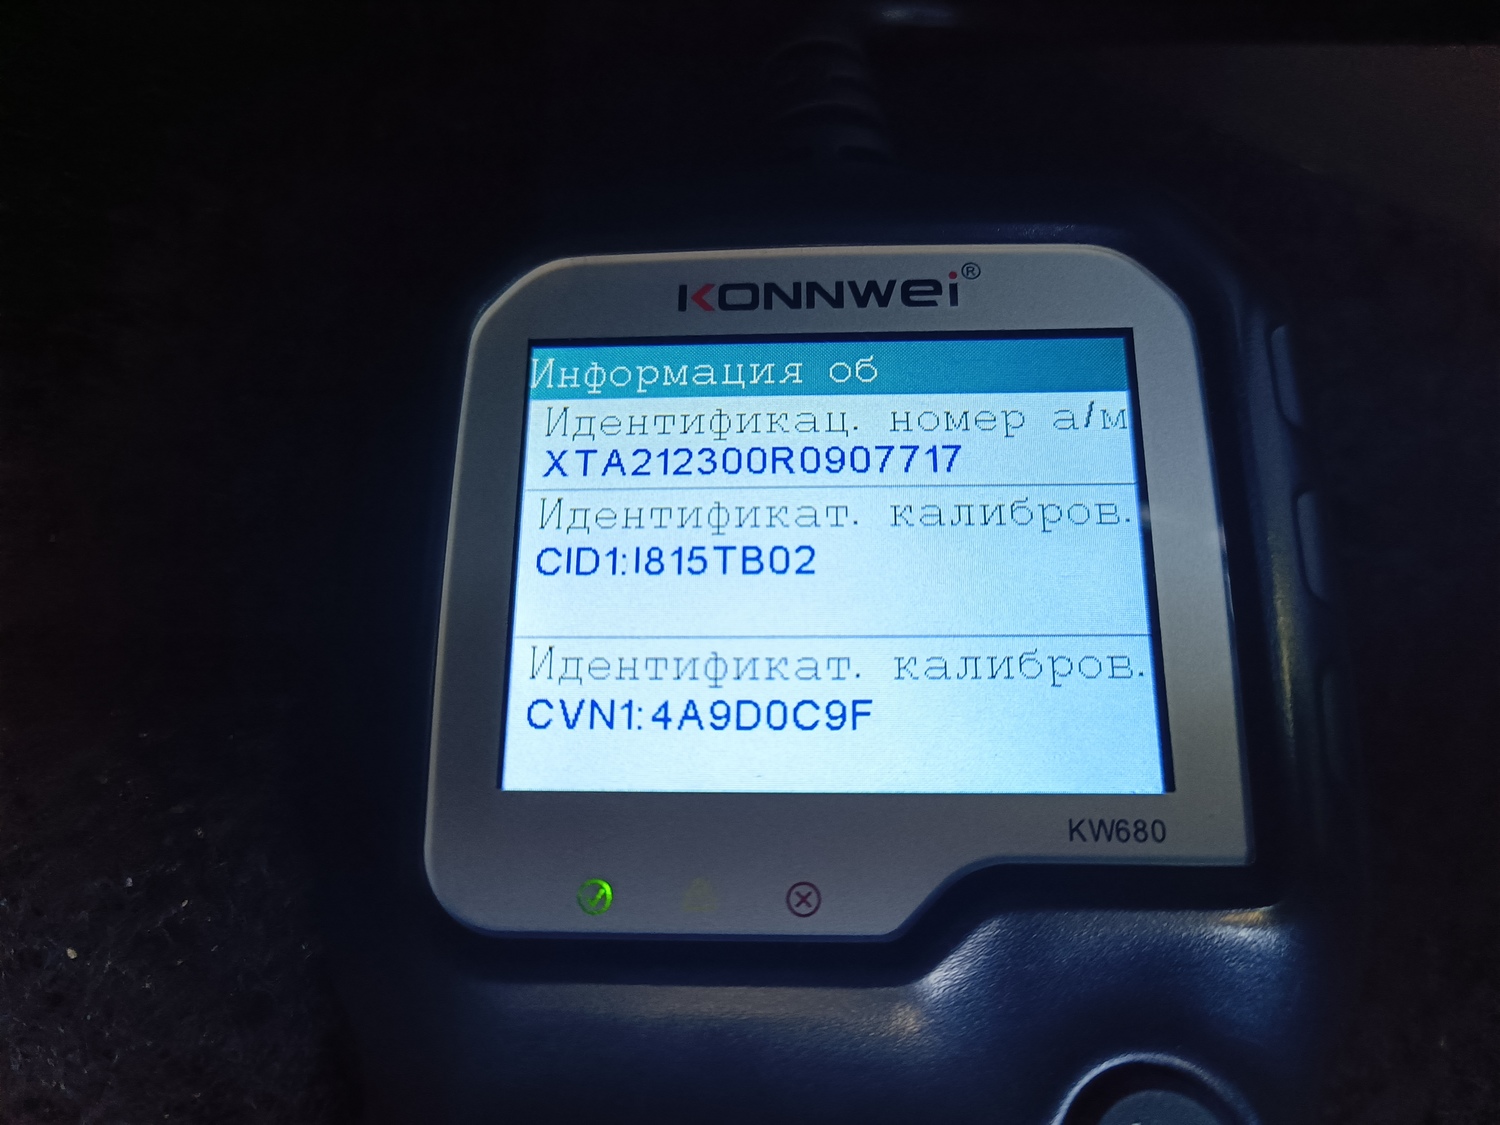 KONNWEI®
Информация об
Идентификац. номер а/м
XTA212300R0907717
Идентификат. калибров.
CID1:I815TB02
Идентификат. калибров.
CVN1:4A9D0C9F
KW680